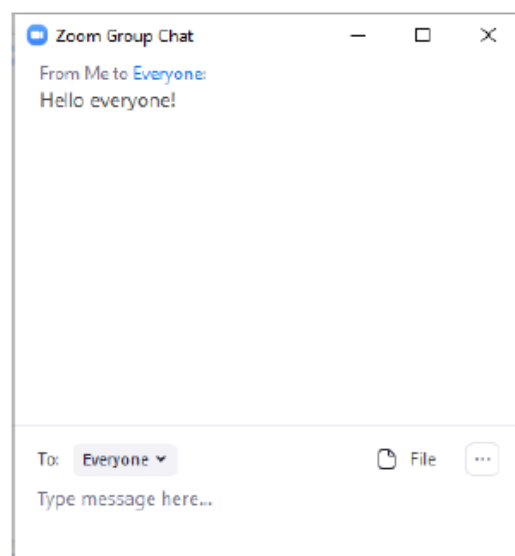 Zoom Group Chat
From Me to Everyone:
Hello everyone!
To: Everyone File ...
Type message here...